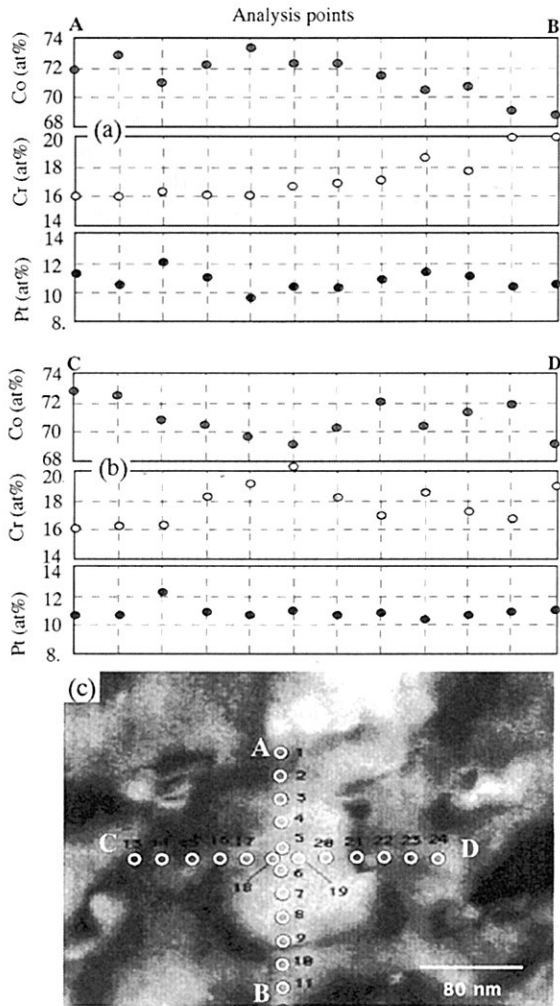 Analysis points
A B
Co (at%)
74
72
70
68
(a)
Cr (at%)
20
18
16
14
Pt (at%)
14
12
10
8.
C D
Co (at%)
74
72
70
68
(b)
Cr (at%)
20
18
16
14
Pt (at%)
14
12
10
8.
(c)
A 1
2
3
4
C 13 14 15 16 17 5 20 21 22 23 24 D
18 6 19
7
8
9
10
B 11
80 nm